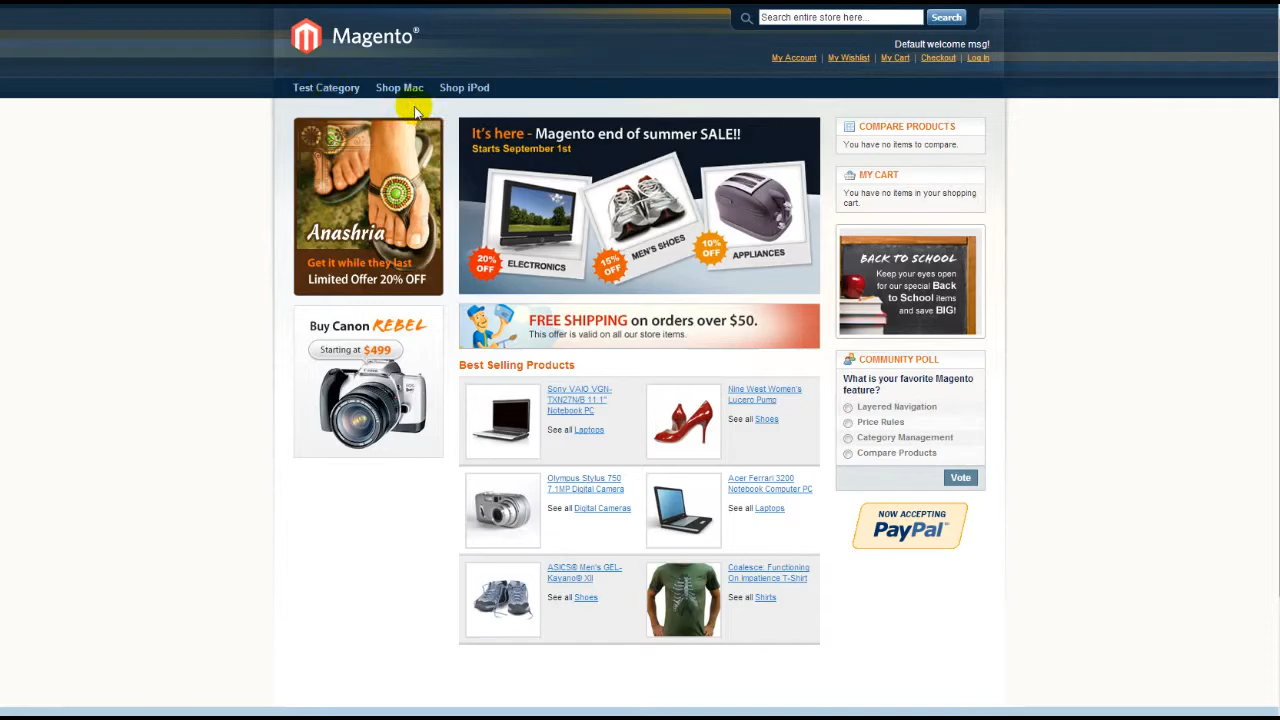 Magento®
Search entire store here...
Search
Default welcome msg!
My Account | My Wishlist | My Cart | Checkout | Log In
Test Category
Shop Mac
Shop iPod
Anashria
Get it while they last
Limited Offer 20% OFF
Buy Canon REBEL
Starting at $499
It's here - Magento end of summer SALE!!
Starts September 1st
20% OFF
ELECTRONICS
15% OFF
MEN'S SHOES
10% OFF
APPLIANCES
FREE SHIPPING on orders over $50.
This offer is valid on all our store items.
Best Selling Products
Sony VAIO VGN-
TXN27N/B 11.1"
Notebook PC
See all Laptops
Nine West Women's
Lucero Pump
See all Shoes
Olympus Stylus 750
7.1MP Digital Camera
See all Digital Cameras
Acer Ferrari 3200
Notebook Computer PC
See all Laptops
ASICS® Men's GEL-
Kayano® XII
See all Shoes
Coalesce: Functioning
On Impatience T-Shirt
See all Shirts
COMPARE PRODUCTS
You have no items to compare.
MY CART
You have no items in your shopping
cart.
BACK TO SCHOOL
Keep your eyes open
for our special Back
to School items
and save BIG!
COMMUNITY POLL
What is your favorite Magento
feature?
Layered Navigation
Price Rules
Category Management
Compare Products
Vote
NOW ACCEPTING
PayPal